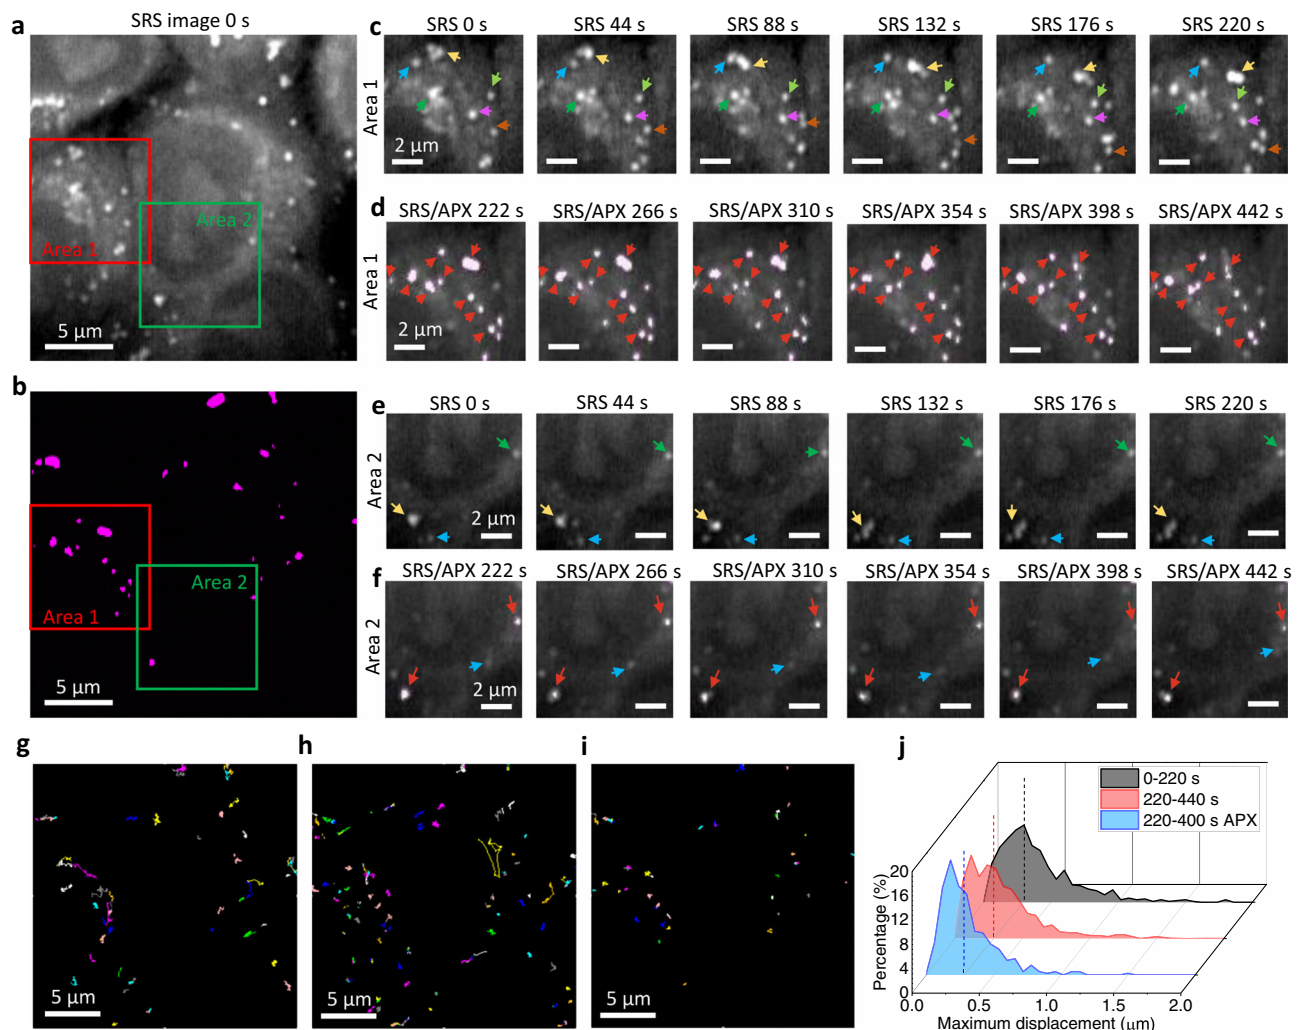 a
SRS image 0 s
Area 1
Area 2
5 μm
b
Area 1
Area 2
5 μm
c
SRS 0 s
SRS 44 s
SRS 88 s
SRS 132 s
SRS 176 s
SRS 220 s
Area 1
2 μm
d
SRS/APX 222 s
SRS/APX 266 s
SRS/APX 310 s
SRS/APX 354 s
SRS/APX 398 s
SRS/APX 442 s
Area 1
2 μm
e
SRS 0 s
SRS 44 s
SRS 88 s
SRS 132 s
SRS 176 s
SRS 220 s
Area 2
2 μm
f
SRS/APX 222 s
SRS/APX 266 s
SRS/APX 310 s
SRS/APX 354 s
SRS/APX 398 s
SRS/APX 442 s
Area 2
2 μm
g
5 μm
h
5 μm
i
5 μm
j
0-220 s
220-440 s
220-400 s APX
Percentage (%)
20
16
12
8
4
0
0.0
0.5
1.0
1.5
2.0
Maximum displacement (μm)